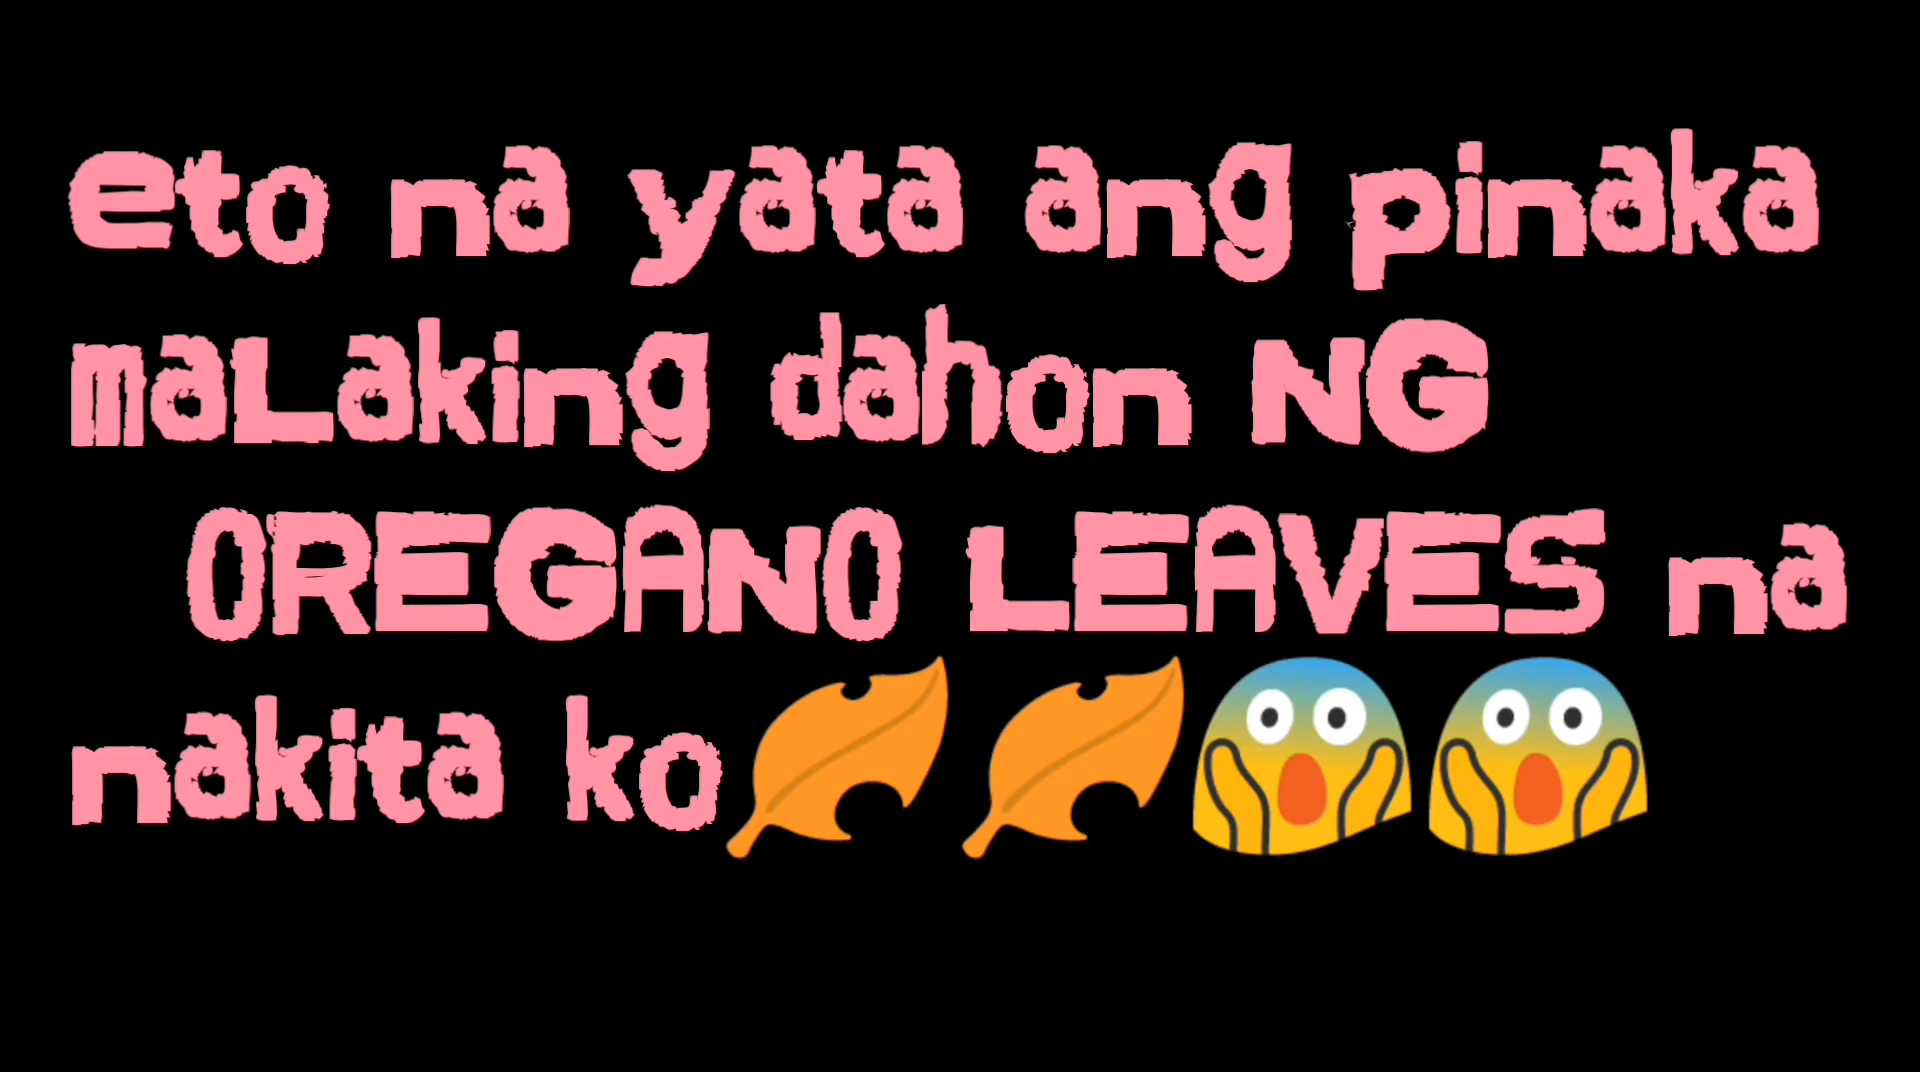 eto na yata ang pinaka
maLaking dahon NG
OREGANO LEAVES na
nakita ko🍂🍂😱😱